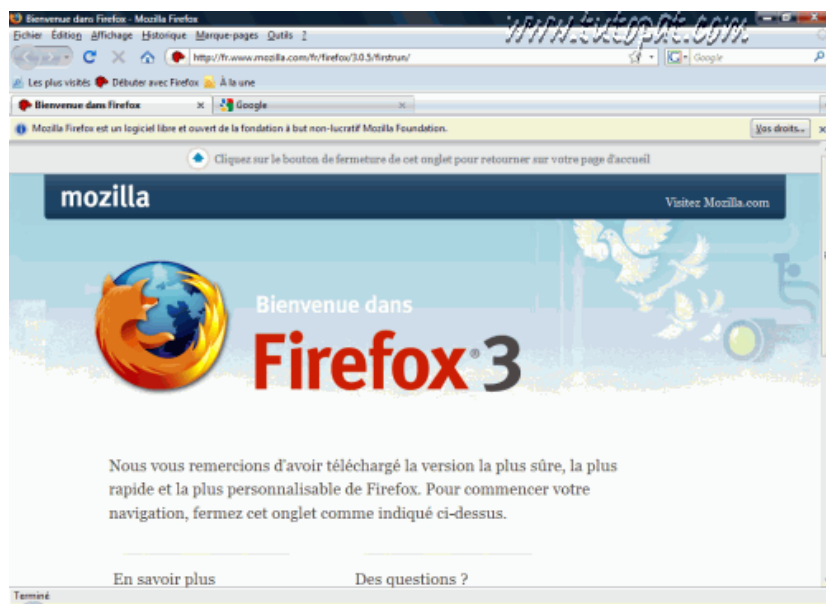 Bienvenue dans Firefox - Mozilla Firefox
www.tutopat.com
Fichier Édition Affichage Historique Marque-pages Outils ?
http://fr.www.mozilla.com/fr/firefox/3.0.5/firstrun/
Google
Les plus visités Débuter avec Firefox À la une
Bienvenue dans Firefox Google
Mozilla Firefox est un logiciel libre et ouvert de la fondation à but non-lucratif Mozilla Foundation. Vos droits...
Cliquez sur le bouton de fermeture de cet onglet pour retourner sur votre page d'accueil
mozilla Visitez Mozilla.com
Bienvenue dans
Firefox® 3
Nous vous remercions d'avoir téléchargé la version la plus sûre, la plus
rapide et la plus personnalisable de Firefox. Pour commencer votre
navigation, fermez cet onglet comme indiqué ci-dessus.
En savoir plus Des questions ?
Terminé